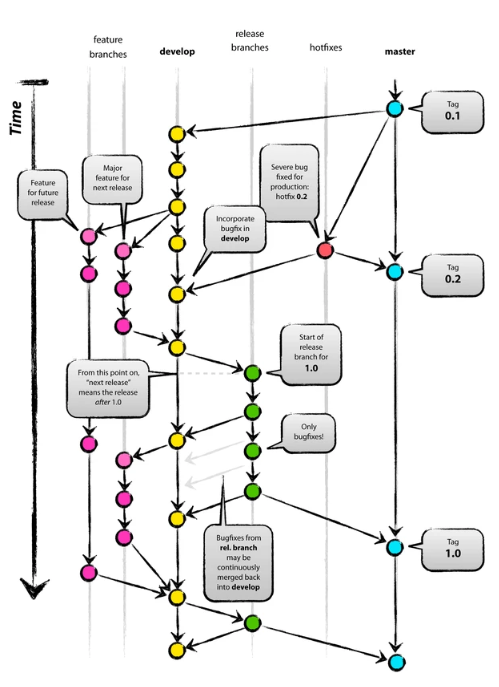 feature
branches
develop
release
branches
hotfixes
master
Time
Tag
0.1
Major
feature for
next release
Severe bug
fixed for
production:
hotfix 0.2
Feature
for future
release
Incorporate
bugfix in
develop
Tag
0.2
Start of
release
branch for
1.0
From this point on,
“next release”
means the release
after 1.0
Only
bugfixes!
Bugfixes from
rel. branch
may be
continuously
merged back
into develop
Tag
1.0